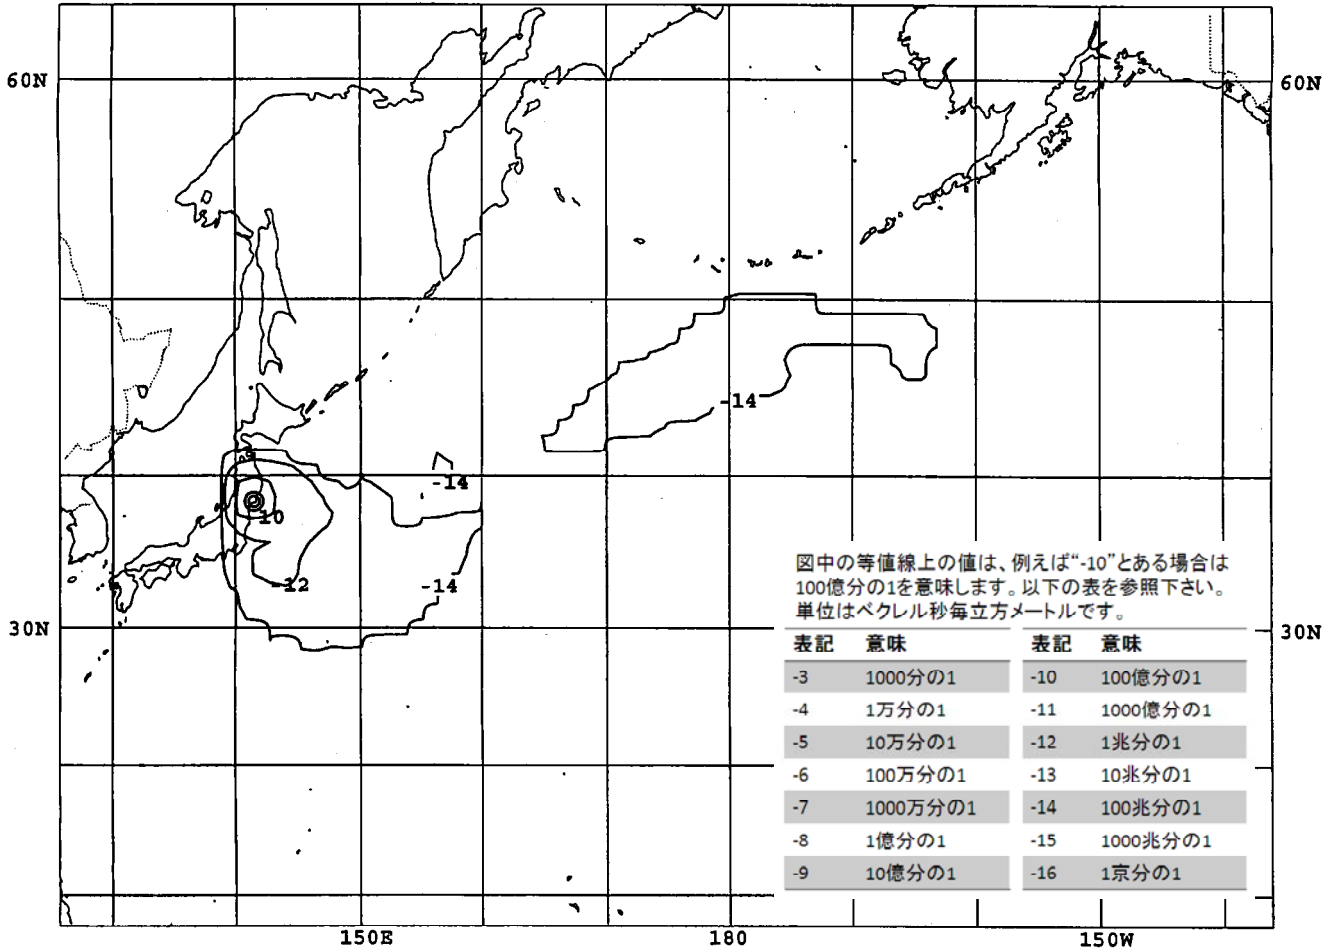 60N
60N
-14
-9
-14
-10
-12
-14
30N
30N
150E
180
150W
図中の等値線上の値は、例えば“-10”とある場合は
100億分の1を意味します。以下の表を参照下さい。
単位はベクレル秒毎立方メートルです。
表記 意味 表記 意味
-3 1000分の1 -10 100億分の1
-4 1万分の1 -11 1000億分の1
-5 10万分の1 -12 1兆分の1
-6 100万分の1 -13 10兆分の1
-7 1000万分の1 -14 100兆分の1
-8 1億分の1 -15 1000兆分の1
-9 10億分の1 -16 1京分の1